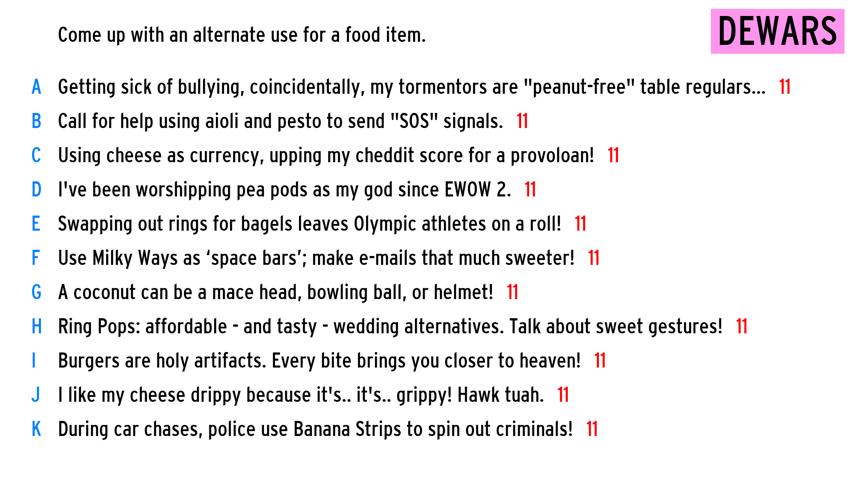 Come up with an alternate use for a food item.
DEWARS
A Getting sick of bullying, coincidentally, my tormentors are "peanut-free" table regulars... 11
B Call for help using aioli and pesto to send "SOS" signals. 11
C Using cheese as currency, upping my cheddit score for a provoloan! 11
D I've been worshipping pea pods as my god since EWOW 2. 11
E Swapping out rings for bagels leaves Olympic athletes on a roll! 11
F Use Milky Ways as ‘space bars’; make e-mails that much sweeter! 11
G A coconut can be a mace head, bowling ball, or helmet! 11
H Ring Pops: affordable - and tasty - wedding alternatives. Talk about sweet gestures! 11
I Burgers are holy artifacts. Every bite brings you closer to heaven! 11
J I like my cheese drippy because it's.. it's.. grippy! Hawk tuah. 11
K During car chases, police use Banana Strips to spin out criminals! 11